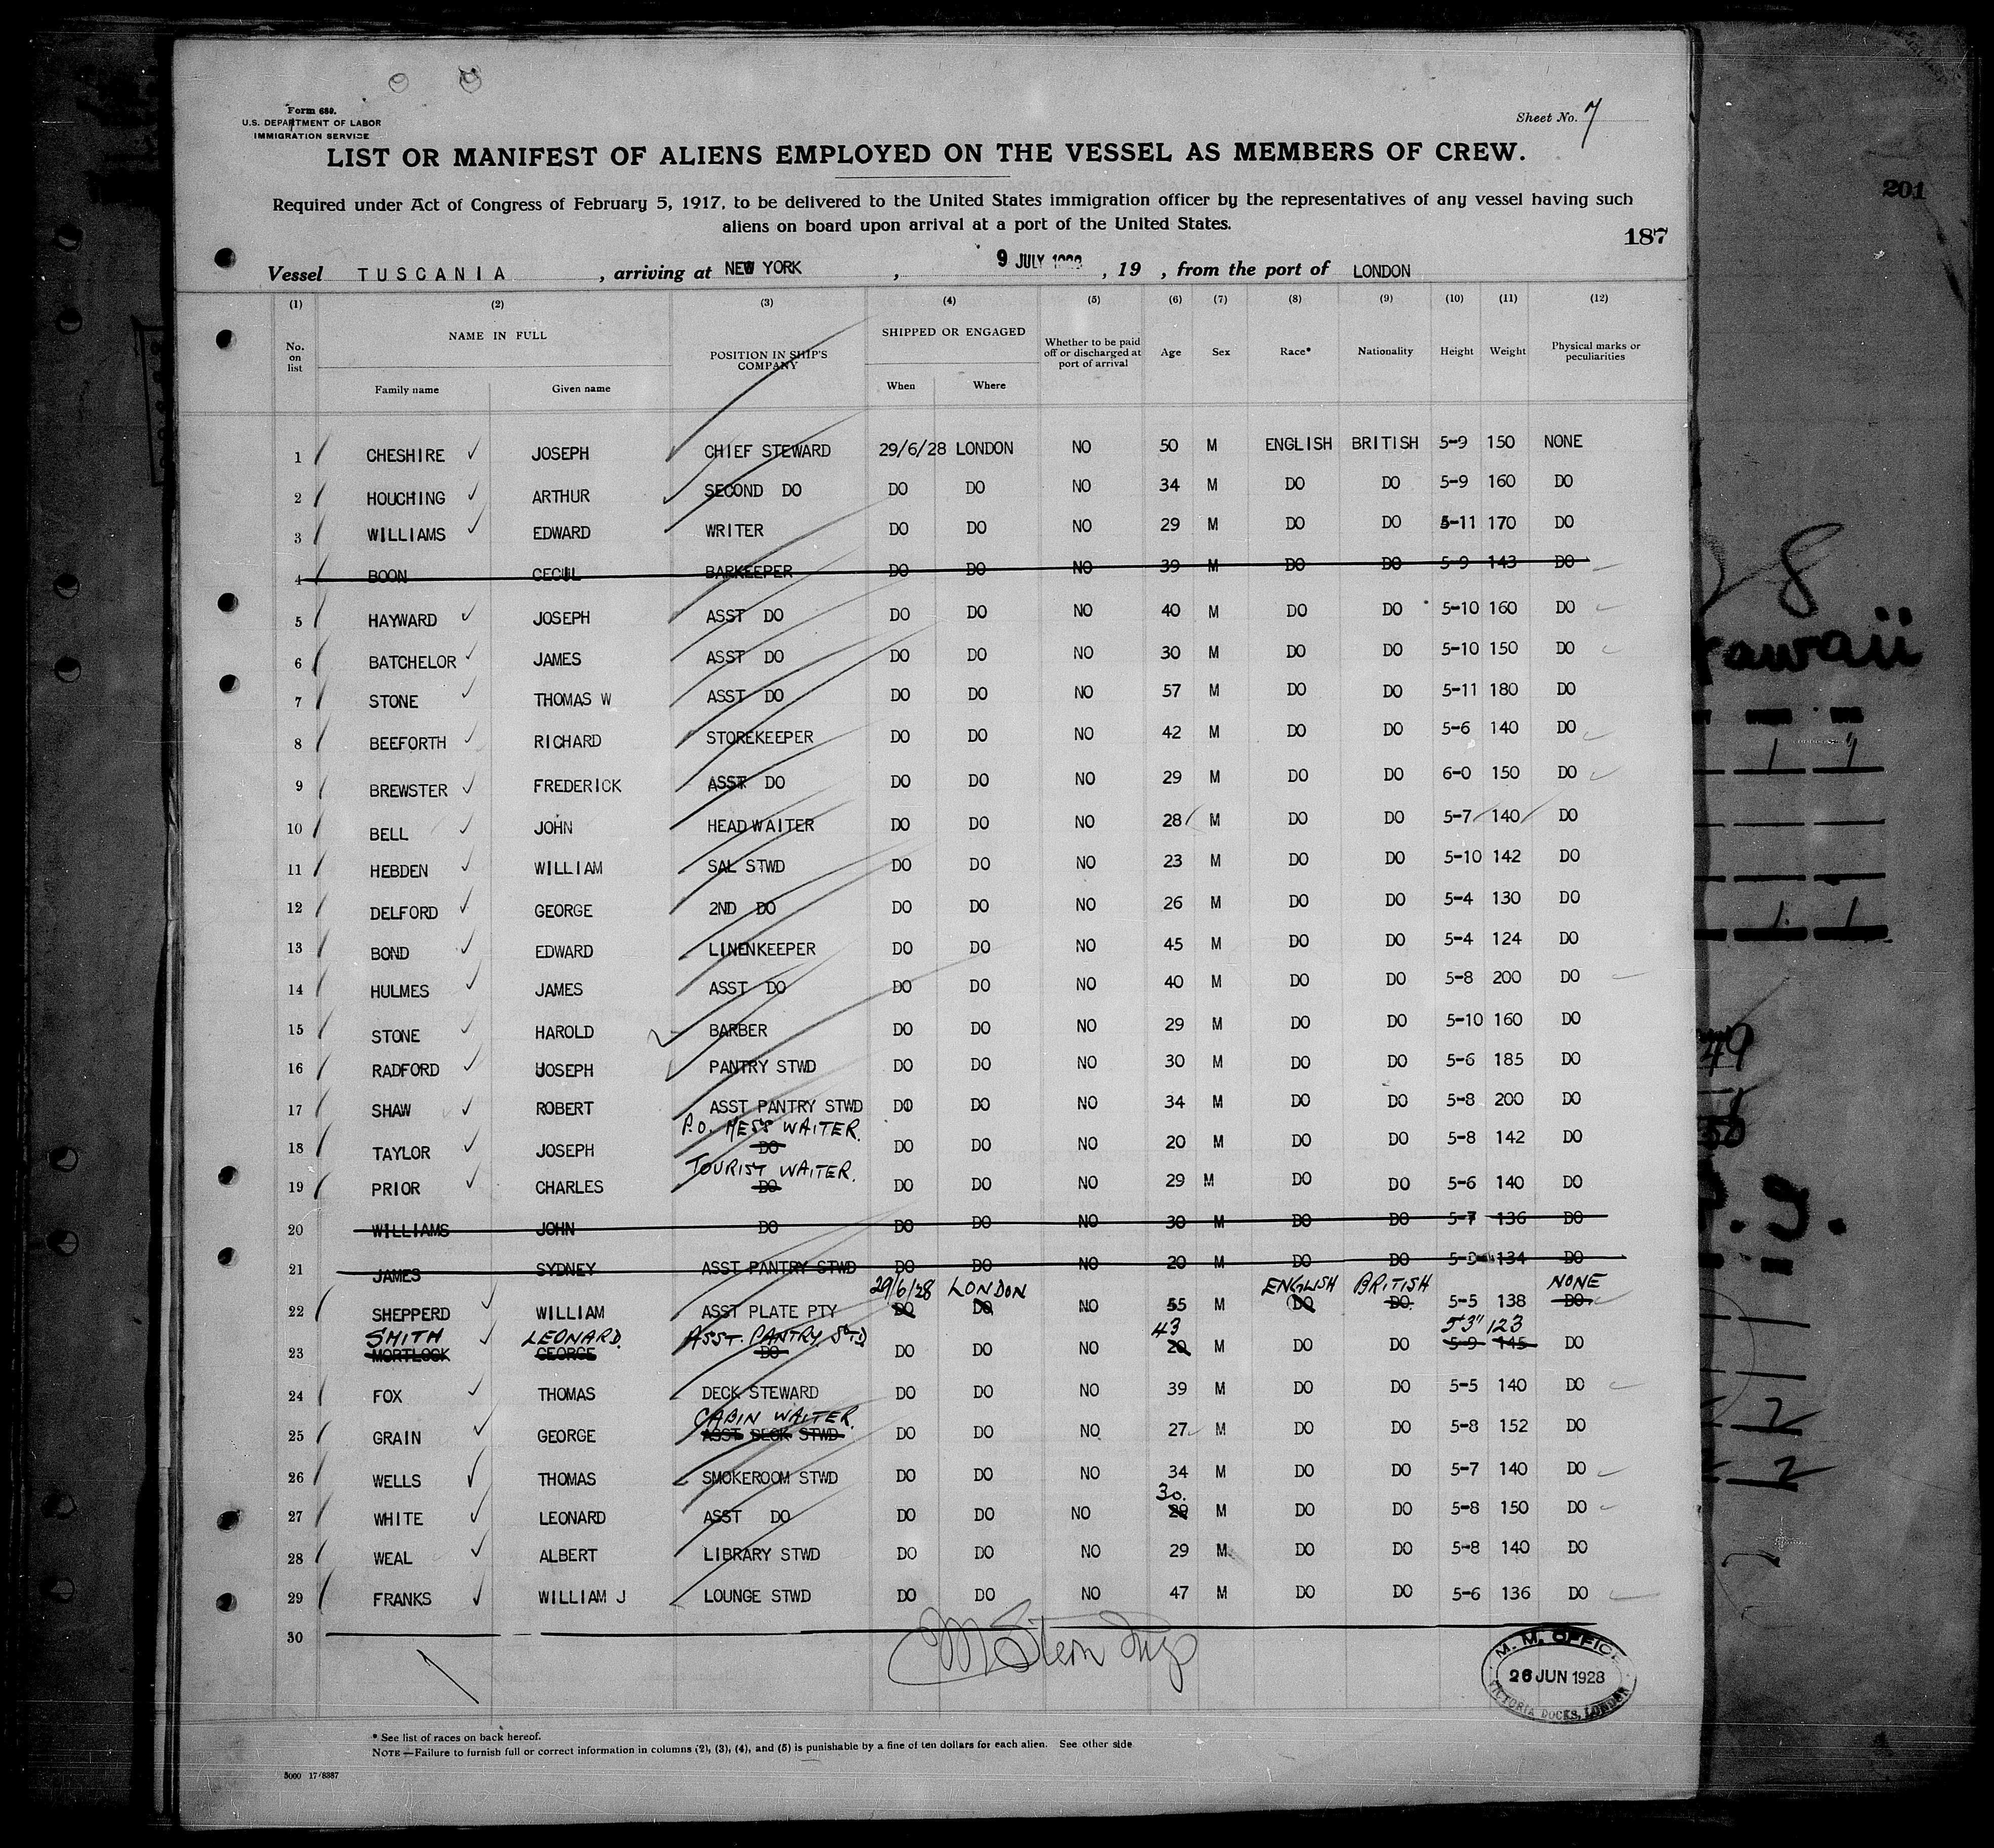 Form 689.
U.S. DEPARTMENT OF LABOR
IMMIGRATION SERVICE
Sheet No. 7
LIST OR MANIFEST OF ALIENS EMPLOYED ON THE VESSEL AS MEMBERS OF CREW.
201
Required under Act of Congress of February 5, 1917, to be delivered to the United States immigration officer by the representatives of any vessel having such
aliens on board upon arrival at a port of the United States.
187
Vessel TUSCANIA, arriving at NEW YORK, 9 JULY, 19, from the port of LONDON
(1) (2) (3) (4) (5) (6) (7) (8) (9) (10) (11) (12)
No. on list NAME IN FULL POSITION IN SHIP'S COMPANY SHIPPED OR ENGAGED Whether to be paid off or discharged at port of arrival Age Sex Race* Nationality Height Weight Physical marks or peculiarities
Family name Given name When Where
1 CHESHIRE JOSEPH CHIEF STEWARD 29/6/28 LONDON NO 50 M ENGLISH BRITISH 5-9 150 NONE
2 HOUCHING ARTHUR SECOND DO DO DO NO 34 M DO DO 5-9 160 DO
3 WILLIAMS EDWARD WRITER DO DO NO 29 M DO DO 5-11 170 DO
4 BOON CECIL BARKEEPER DO DO NO 39 M DO DO 5-9 143 DO
5 HAYWARD JOSEPH ASST DO DO DO NO 40 M DO DO 5-10 160 DO
6 BATCHELOR JAMES ASST DO DO DO NO 30 M DO DO 5-10 150 DO
7 STONE THOMAS W ASST DO DO DO NO 57 M DO DO 5-11 180 DO
8 BEEFORTH RICHARD STOREKEEPER DO DO NO 42 M DO DO 5-6 140 DO
9 BREWSTER FREDERICK ASST DO DO DO NO 29 M DO DO 6-0 150 DO
10 BELL JOHN HEAD WAITER DO DO NO 28 M DO DO 5-7 140 DO
11 HEBDEN WILLIAM SAL STWD DO DO NO 23 M DO DO 5-10 142 DO
12 DELFORD GEORGE 2ND DO DO DO NO 26 M DO DO 5-4 130 DO
13 BOND EDWARD LINENKEEPER DO DO NO 45 M DO DO 5-4 124 DO
14 HULMES JAMES ASST DO DO DO NO 40 M DO DO 5-8 200 DO
15 STONE HAROLD BARBER DO DO NO 29 M DO DO 5-10 160 DO
16 RADFORD JOSEPH PANTRY STWD DO DO NO 30 M DO DO 5-6 185 DO
17 SHAW ROBERT ASST PANTRY STWD DO DO NO 34 M DO DO 5-8 200 DO
P.O. MESS WAITER.
18 TAYLOR JOSEPH DO DO DO NO 20 M DO DO 5-8 142 DO
TOURIST WAITER.
19 PRIOR CHARLES DO DO DO NO 29 M DO DO 5-6 140 DO
20 WILLIAMS JOHN DO DO DO NO 30 M DO DO 5-7 136 DO
21 JAMES SYDNEY ASST PANTRY STWD DO DO NO 20 M DO DO 134 DO
29/6/28 LONDON ENGLISH BRITISH NONE
22 SHEPPERD WILLIAM ASST PLATE PTY DO DO NO 55 M DO DO. 5-5 138 DO
SMITH LEONARD. ASST. PANTRY STD 43 5'3" 123
23 MORTLOCK GEORGE DO DO DO NO 20 M DO DO 5-9 145 DO
24 FOX THOMAS DECK STEWARD DO DO NO 39 M DO DO 5-5 140 DO
CABIN WAITER.
25 GRAIN GEORGE ASST DECK STWD DO DO NO 27 M DO DO 5-8 152 DO
26 WELLS THOMAS SMOKEROOM STWD DO DO NO 34 M DO DO 5-7 140 DO
30.
27 WHITE LEONARD ASST DO DO DO NO 29 M DO DO 5-8 150 DO
28 WEAL ALBERT LIBRARY STWD DO DO NO 29 M DO DO 5-8 140 DO
29 FRANKS WILLIAM J LOUNGE STWD DO DO NO 47 M DO DO 5-6 136 DO
30
M Stern
M. M. OFFICE
26 JUN 1928
VICTORIA DOCKS, LONDON
* See list of races on back hereof.
NOTE.—Failure to furnish full or correct information in columns (2), (3), (4), and (5) is punishable by a fine of ten dollars for each alien. See other side
5000 17/8387
8
awaii
1 1
1. 1
49
2
2